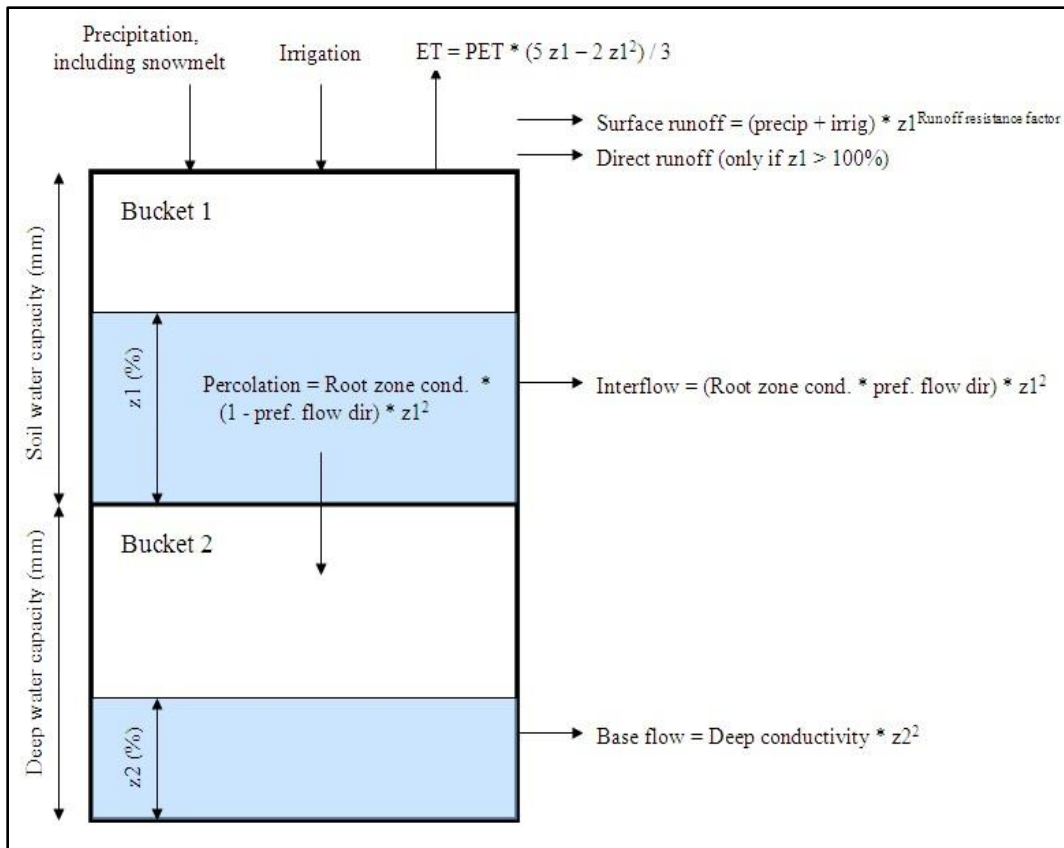 Precipitation,
including snowmelt
Irrigation
ET = PET * (5 z1 – 2 z1²) / 3
Surface runoff = (precip + irrig) * z1^Runoff resistance factor
Direct runoff (only if z1 > 100%)
Bucket 1
Soil water capacity (mm)
z1 (%)
Percolation = Root zone cond. *
(1 - pref. flow dir) * z1²
Interflow = (Root zone cond. * pref. flow dir) * z1²
Bucket 2
Deep water capacity (mm)
z2 (%)
Base flow = Deep conductivity * z2²